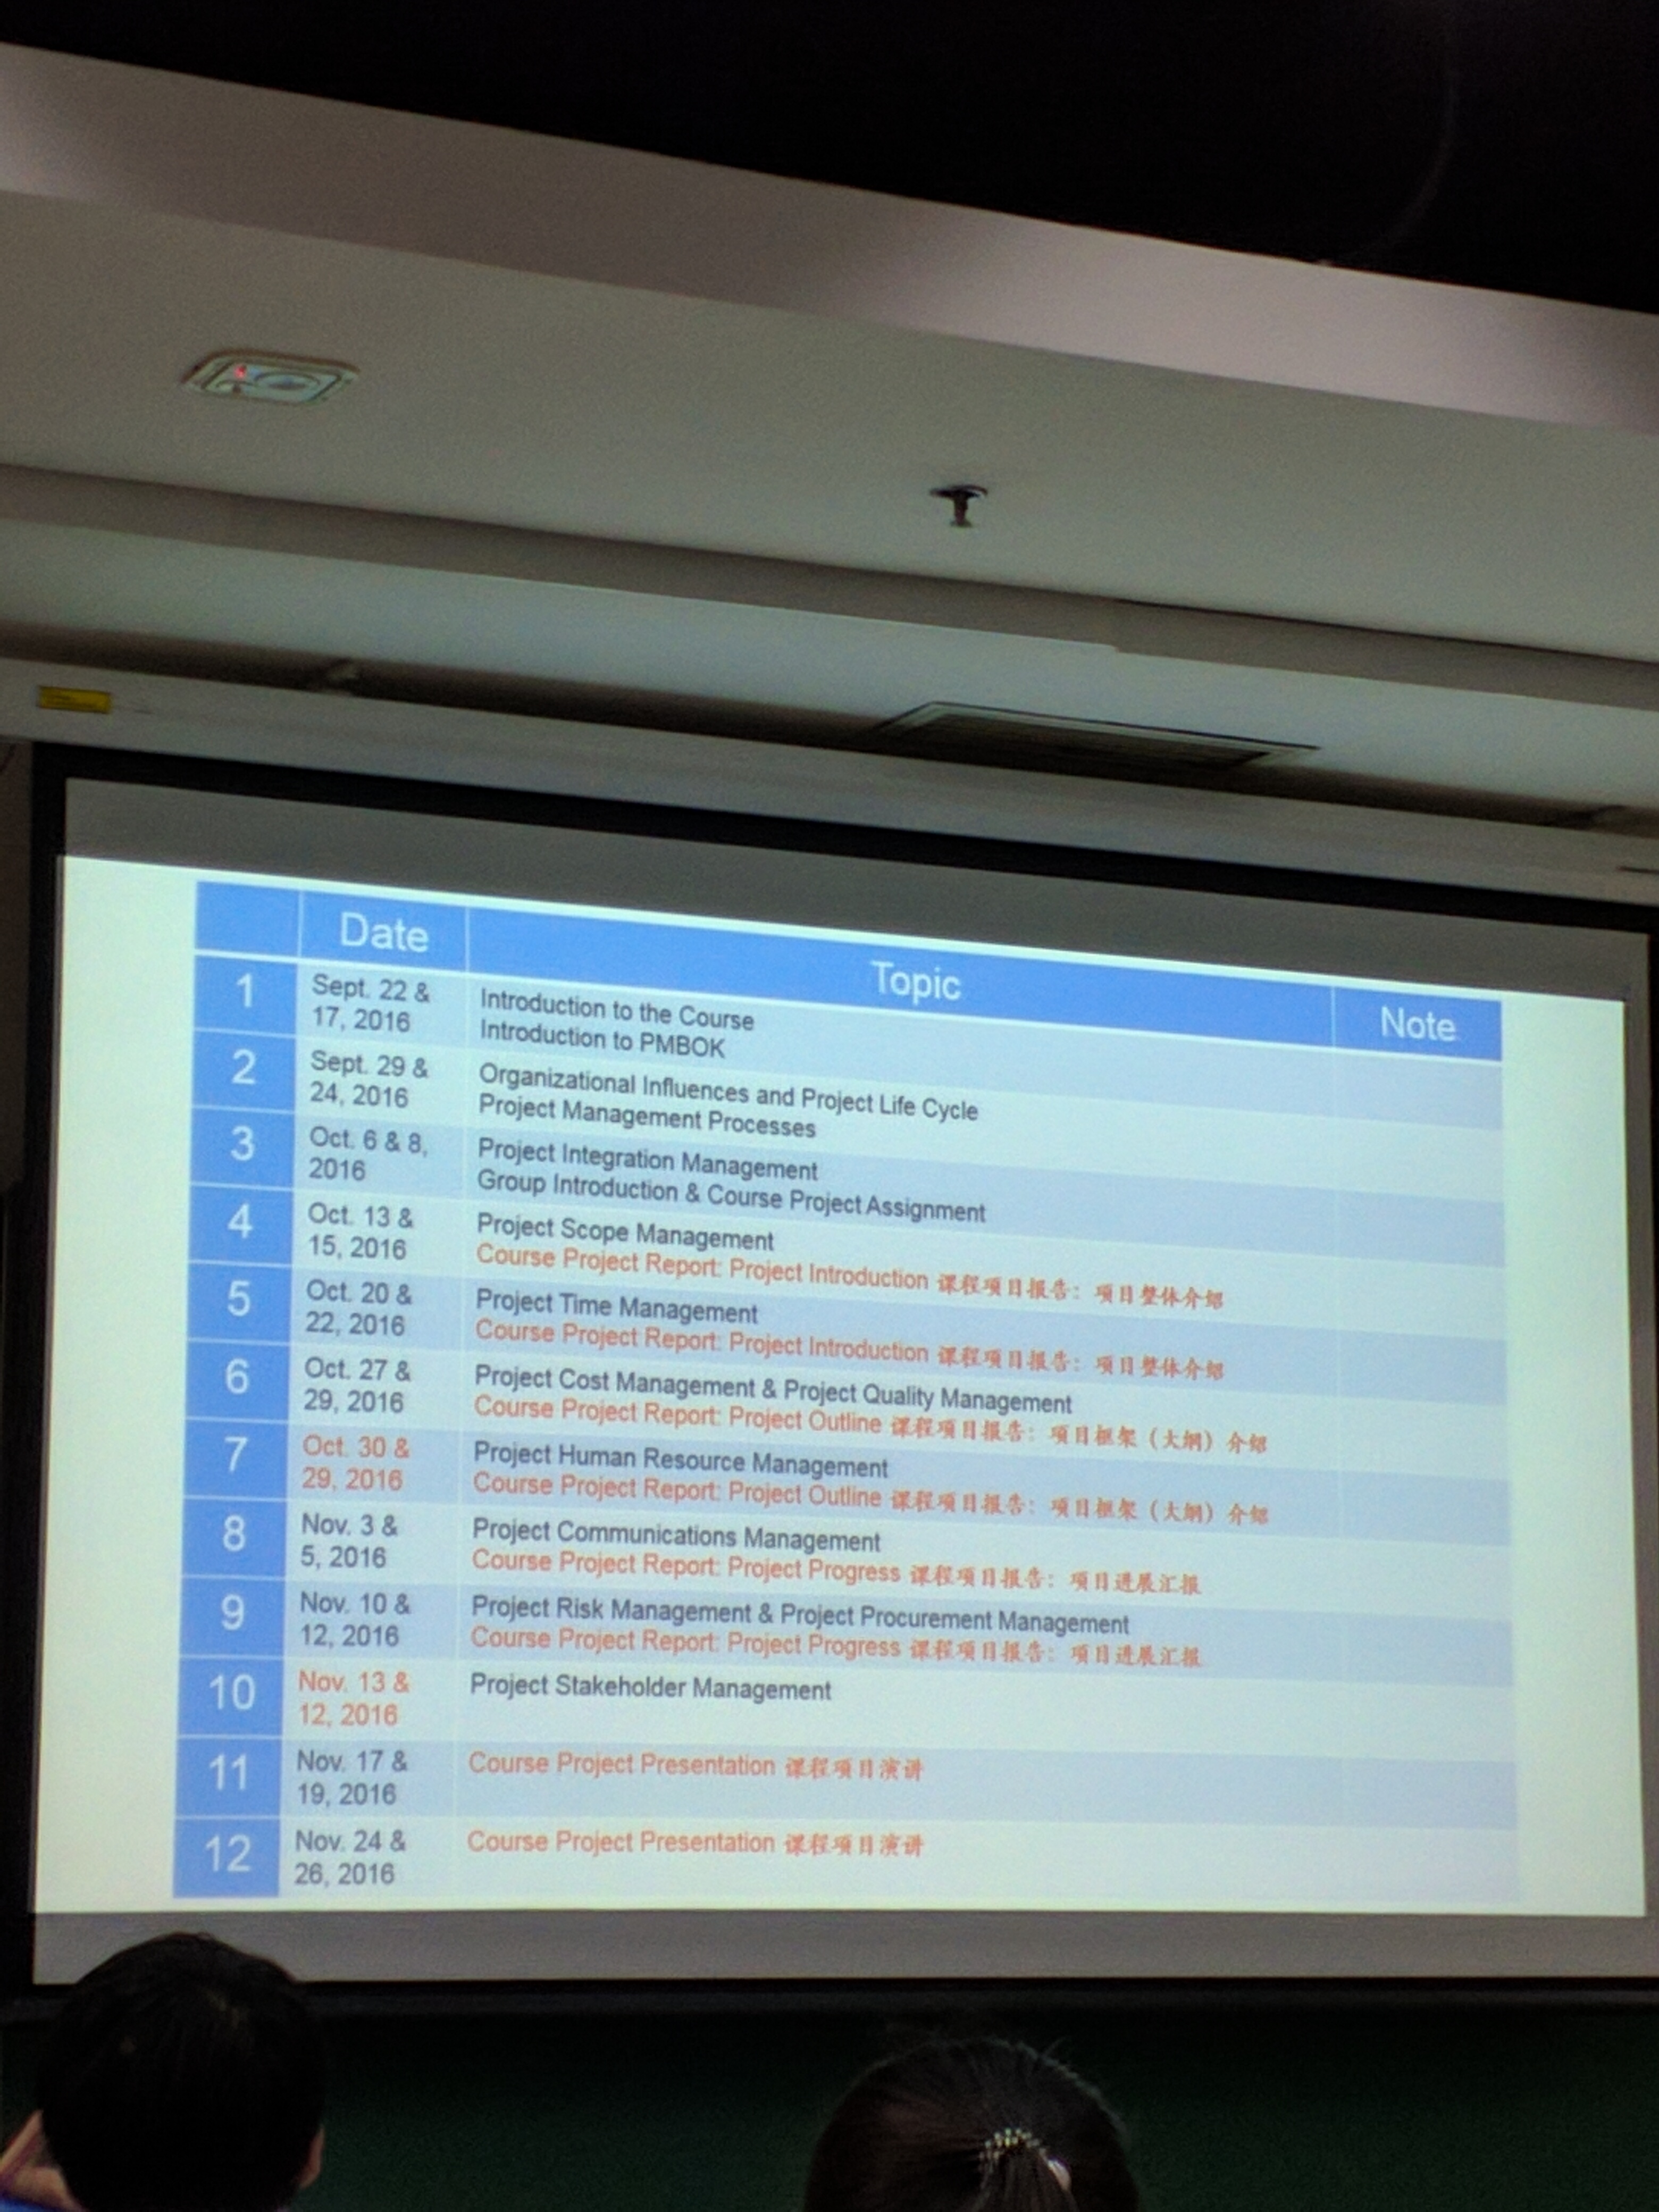 Date
Topic
Note
1
Sept. 22 &
17, 2016
Introduction to the Course
Introduction to PMBOK
2
Sept. 29 &
24, 2016
Organizational Influences and Project Life Cycle
Project Management Processes
3
Oct. 6 & 8,
2016
Project Integration Management
Group Introduction & Course Project Assignment
4
Oct. 13 &
15, 2016
Project Scope Management
Course Project Report: Project Introduction 课程项目报告：项目整体介绍
5
Oct. 20 &
22, 2016
Project Time Management
Course Project Report: Project Introduction 课程项目报告：项目整体介绍
6
Oct. 27 &
29, 2016
Project Cost Management & Project Quality Management
Course Project Report: Project Outline 课程项目报告：项目框架（大纲）介绍
7
Oct. 30 &
29, 2016
Project Human Resource Management
Course Project Report: Project Outline 课程项目报告：项目框架（大纲）介绍
8
Nov. 3 &
5, 2016
Project Communications Management
Course Project Report: Project Progress 课程项目报告：项目进展汇报
9
Nov. 10 &
12, 2016
Project Risk Management & Project Procurement Management
Course Project Report: Project Progress 课程项目报告：项目进展汇报
10
Nov. 13 &
12, 2016
Project Stakeholder Management
11
Nov. 17 &
19, 2016
Course Project Presentation 课程项目演讲
12
Nov. 24 &
26, 2016
Course Project Presentation 课程项目演讲